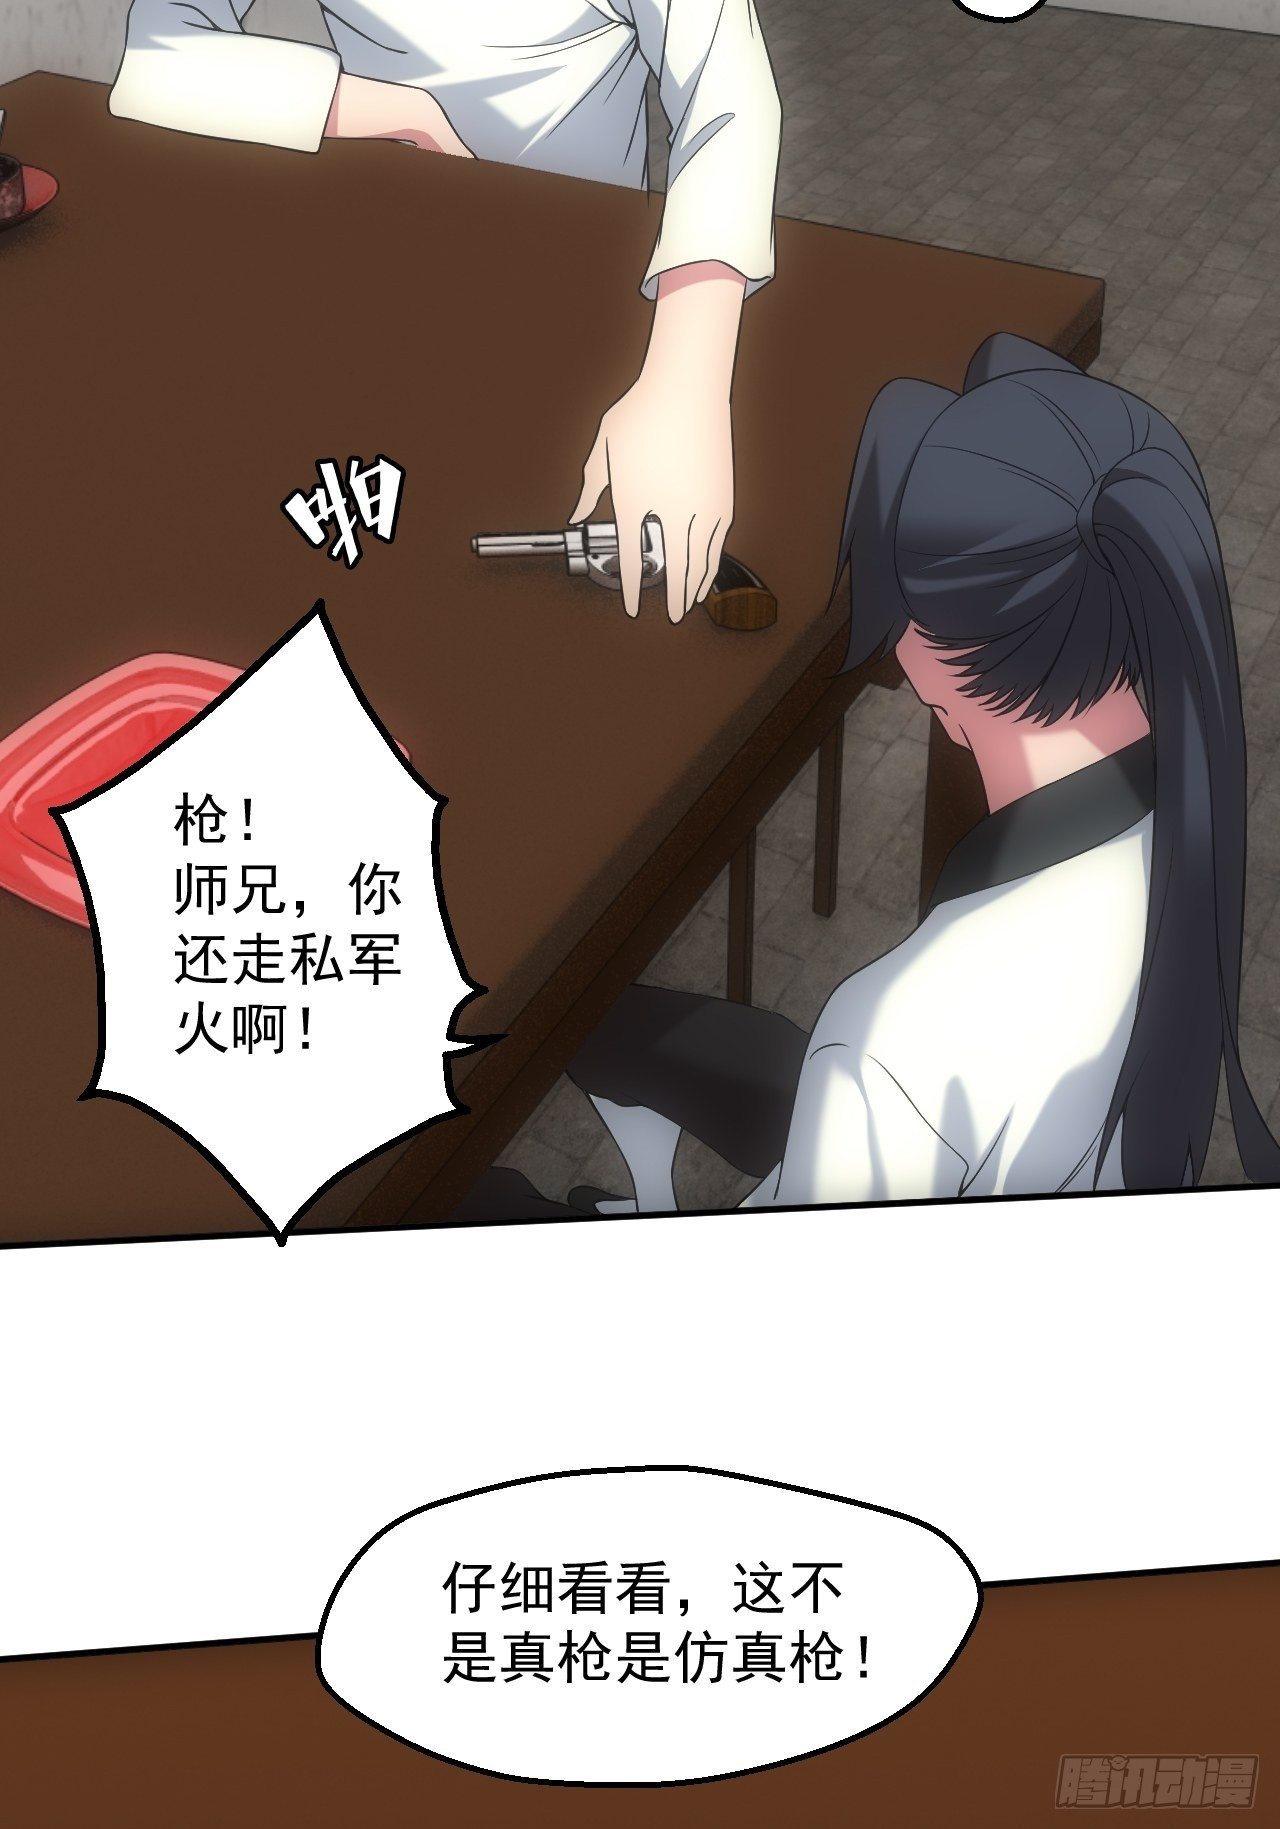 啪
枪！
师兄，你
还走私军
火啊！
仔细看看，这不
是真枪是仿真枪！
腾讯动漫